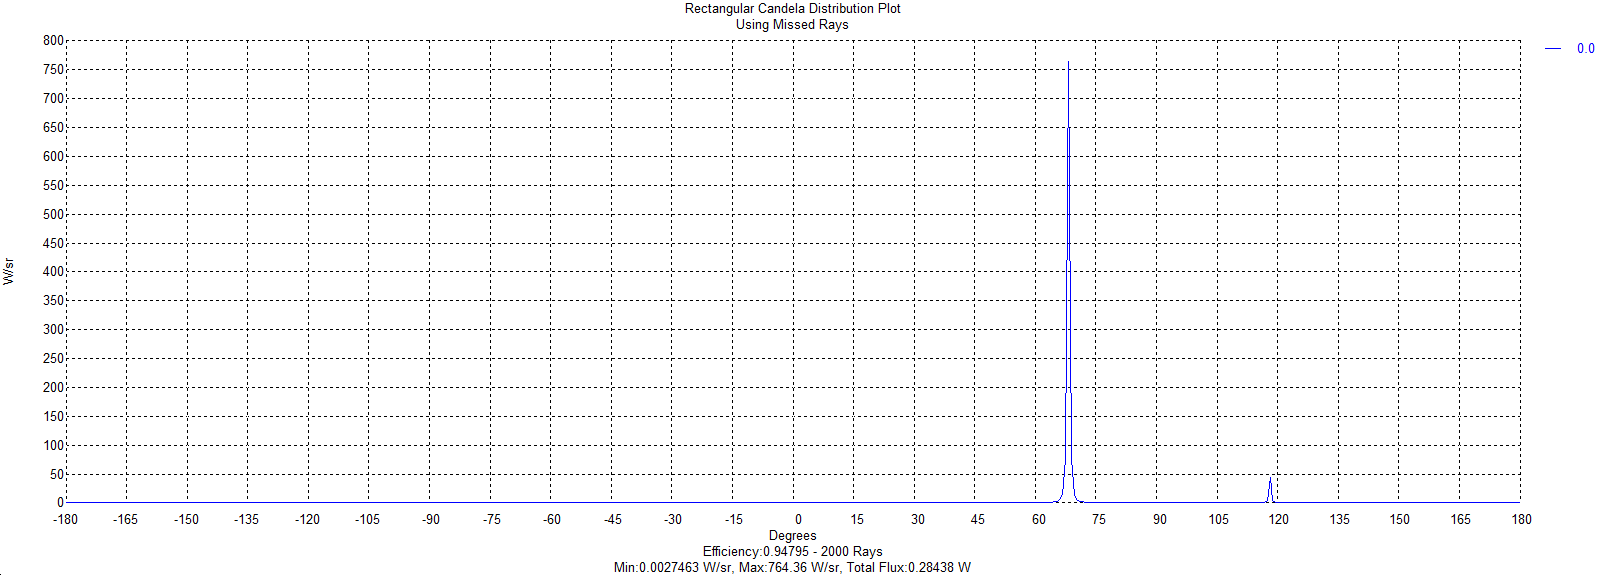 Rectangular Candela Distribution Plot
Using Missed Rays
0.0
800
750
700
650
600
550
500
450
400
350
300
250
200
150
100
50
0
W/sr
-180 -165 -150 -135 -120 -105 -90 -75 -60 -45 -30 -15 0 15 30 45 60 75 90 105 120 135 150 165 180
Degrees
Efficiency:0.94795 - 2000 Rays
Min:0.0027463 W/sr, Max:764.36 W/sr, Total Flux:0.28438 W